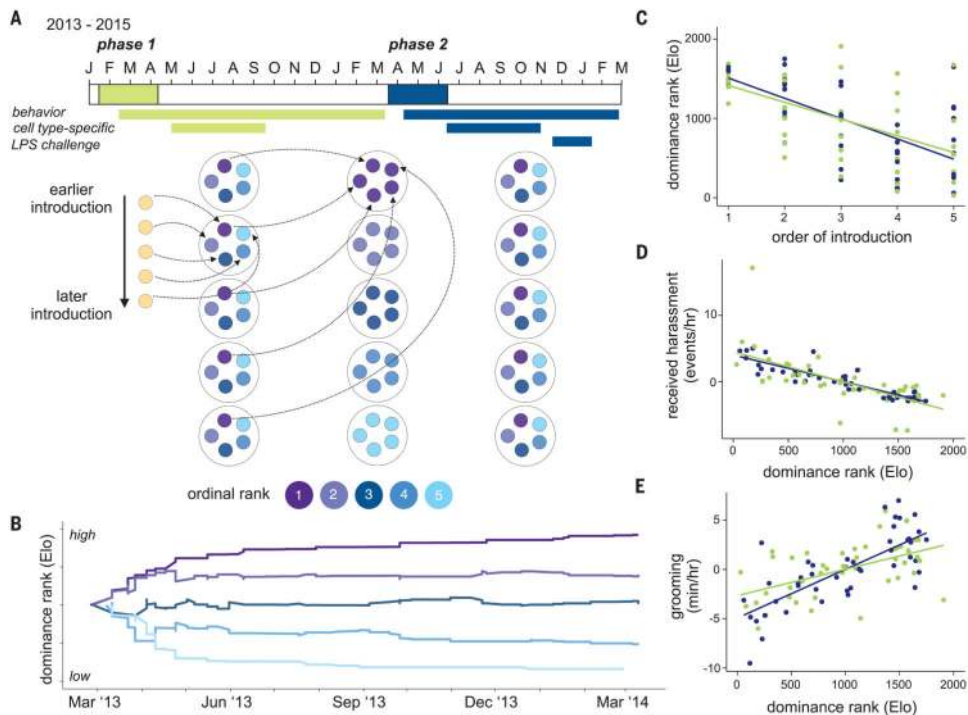 A
2013 - 2015
phase 1
phase 2
J F M A M J J A S O N D J F M A M J J A S O N D J F M
behavior
cell type-specific
LPS challenge
earlier
introduction
later
introduction
ordinal rank 1 2 3 4 5
B
dominance rank (Elo)
high
low
Mar '13 Jun '13 Sep '13 Dec '13 Mar '14
C
dominance rank (Elo)
2000
1000
0
1 2 3 4 5
order of introduction
D
received harassment
(events/hr)
10
0
0 500 1000 1500 2000
dominance rank (Elo)
E
grooming
(min/hr)
5
0
-5
-10
0 500 1000 1500 2000
dominance rank (Elo)